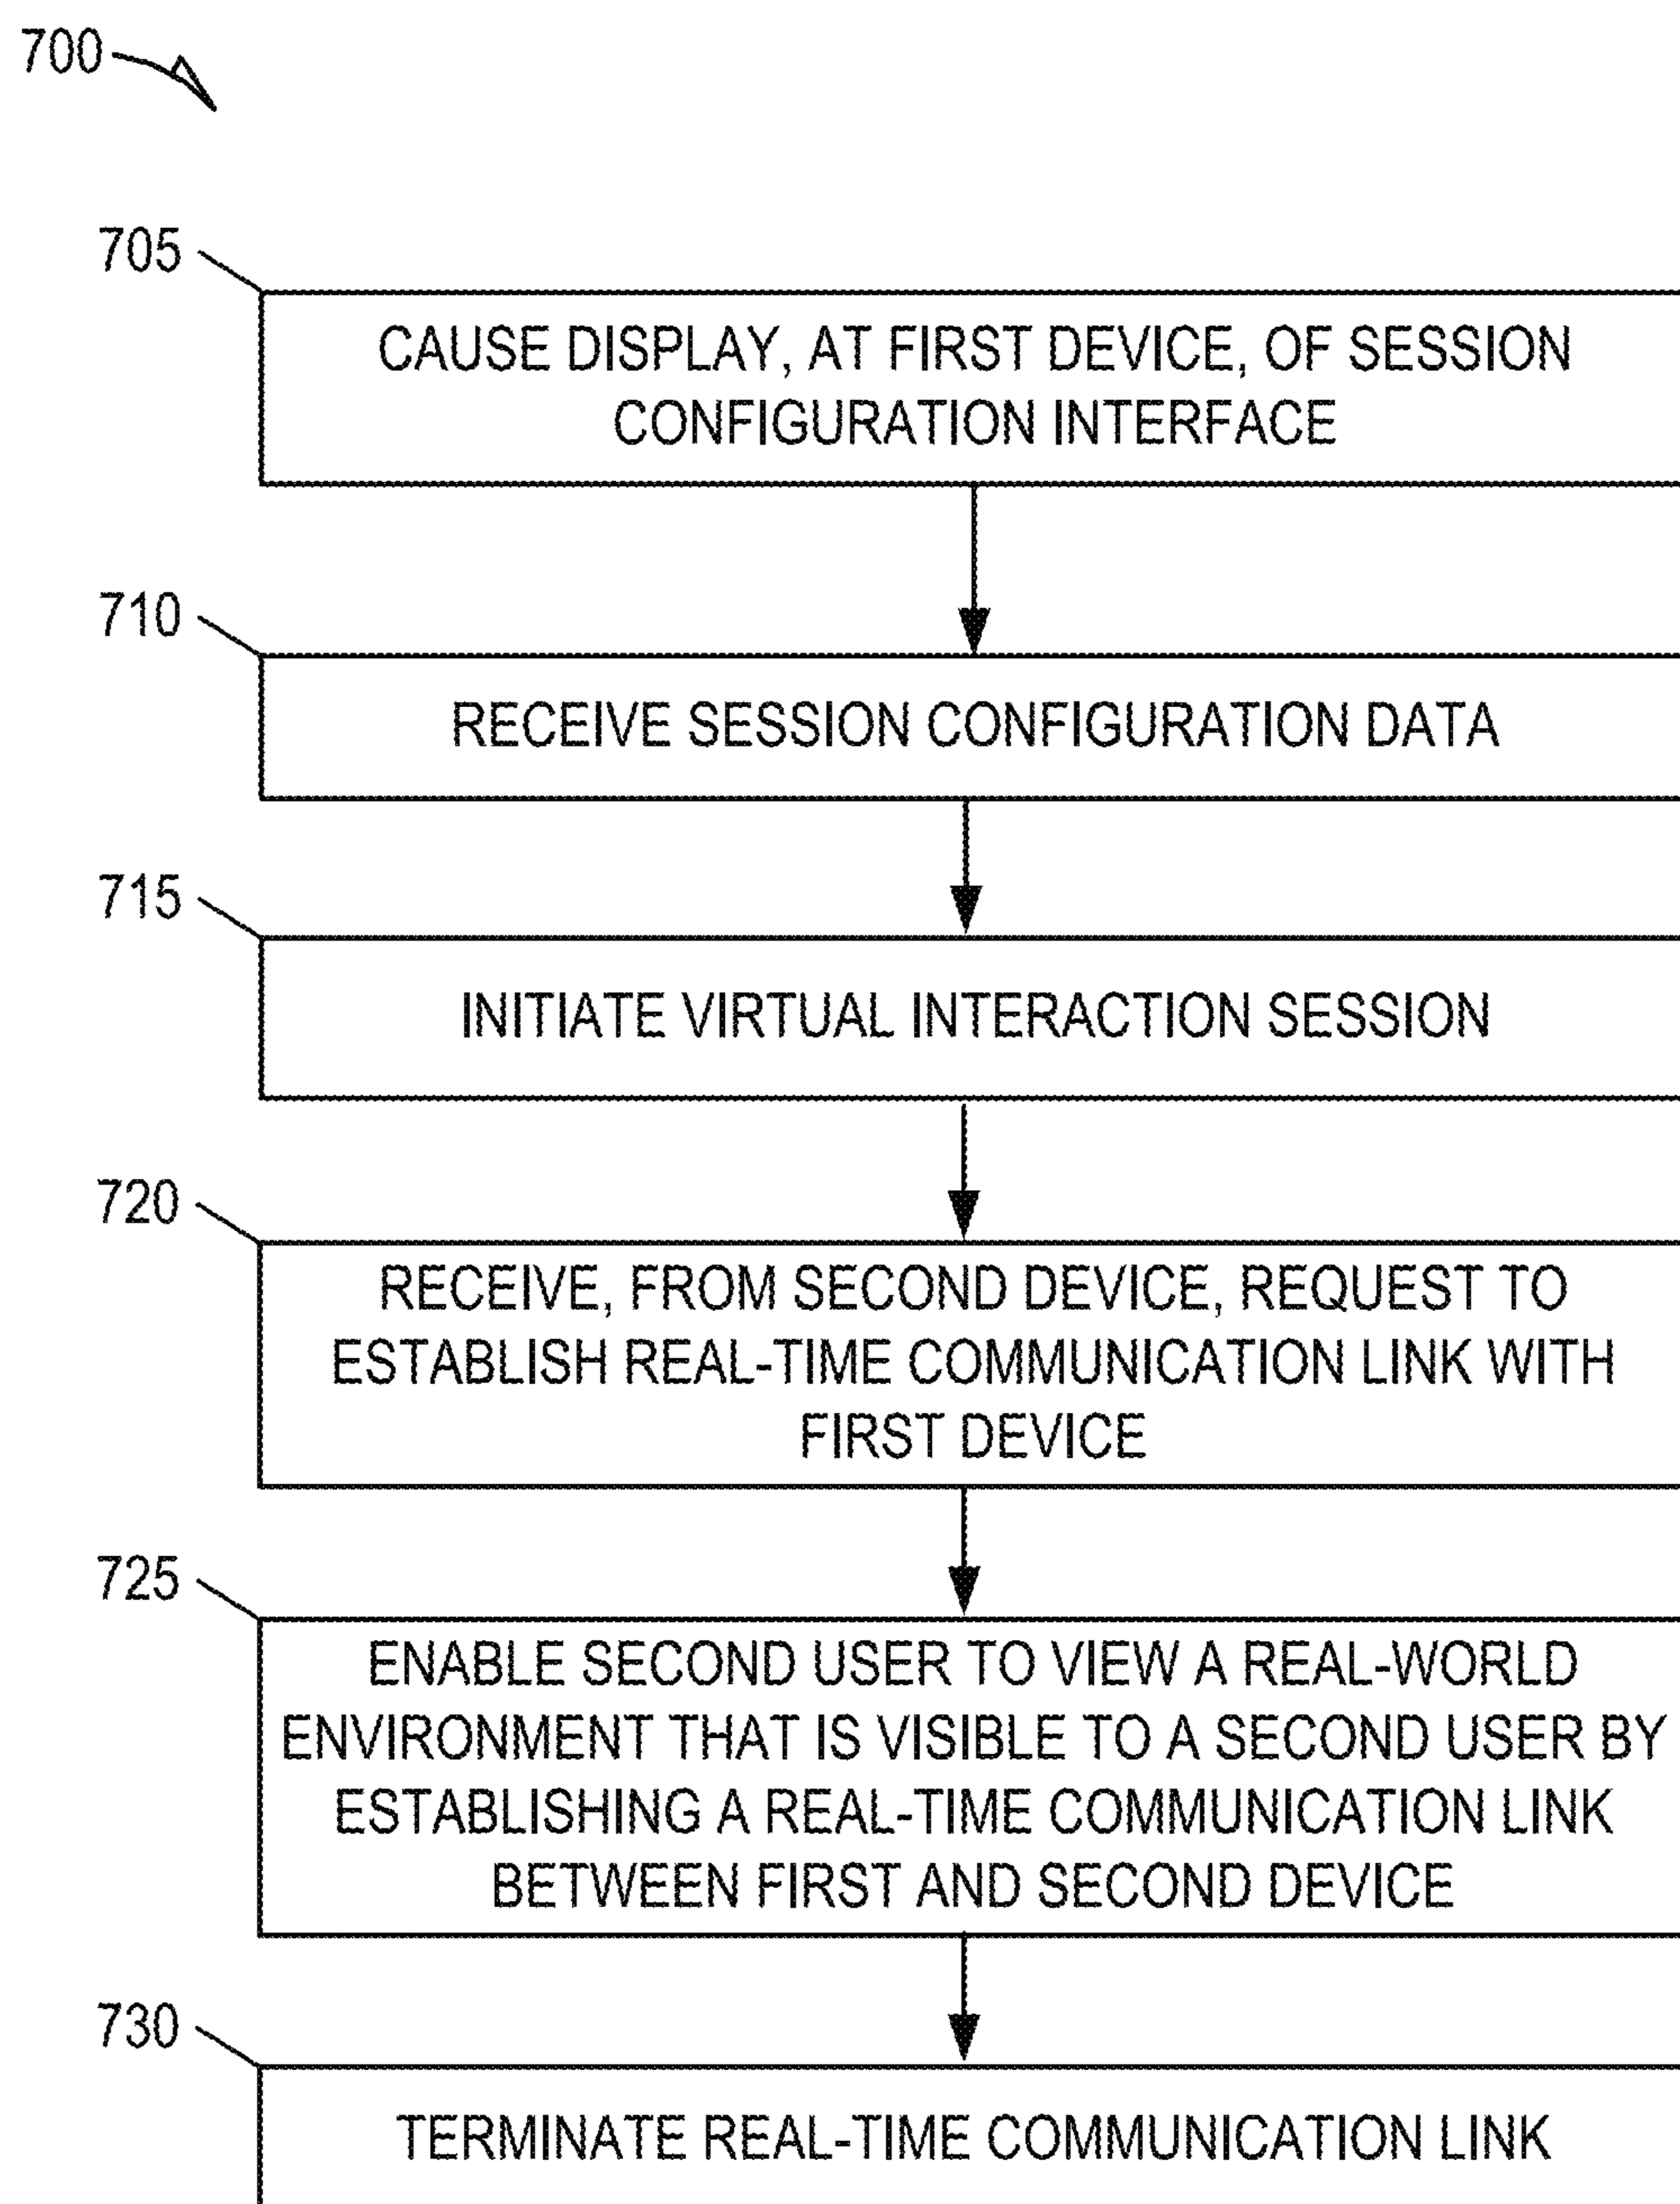 700
705
CAUSE DISPLAY, AT FIRST DEVICE, OF SESSION
CONFIGURATION INTERFACE
710
RECEIVE SESSION CONFIGURATION DATA
715
INITIATE VIRTUAL INTERACTION SESSION
720
RECEIVE, FROM SECOND DEVICE, REQUEST TO
ESTABLISH REAL-TIME COMMUNICATION LINK WITH
FIRST DEVICE
725
ENABLE SECOND USER TO VIEW A REAL-WORLD
ENVIRONMENT THAT IS VISIBLE TO A SECOND USER BY
ESTABLISHING A REAL-TIME COMMUNICATION LINK
BETWEEN FIRST AND SECOND DEVICE
730
TERMINATE REAL-TIME COMMUNICATION LINK